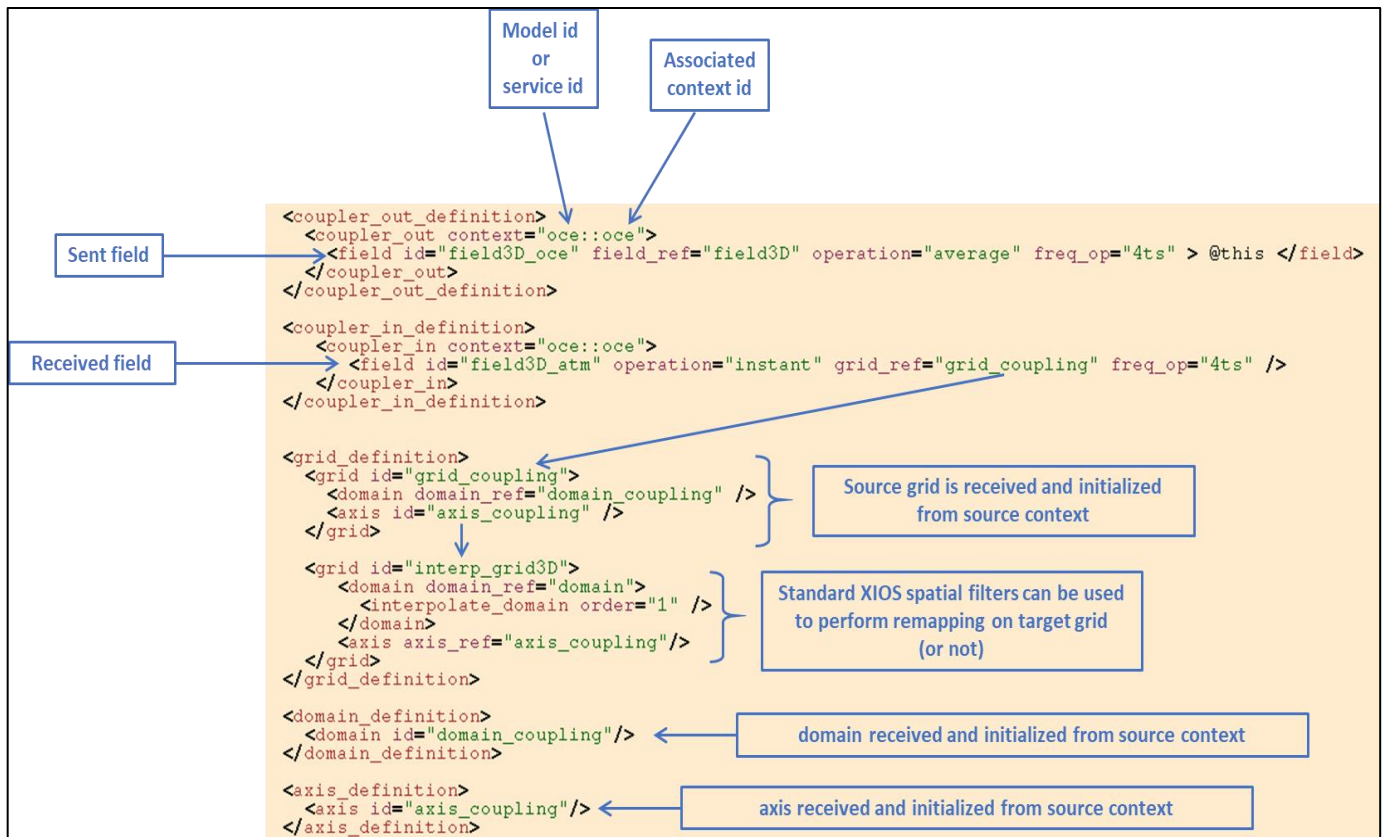 Model id
or
service id
Associated
context id
<coupler_out_definition>
<coupler_out context="oce::oce">
Sent field
<field id="field3D_oce" field_ref="field3D" operation="average" freq_op="4ts" > @this </field>
</coupler_out>
</coupler_out_definition>
<coupler_in_definition>
<coupler_in context="oce::oce">
Received field
<field id="field3D_atm" operation="instant" grid_ref="grid_coupling" freq_op="4ts" />
</coupler_in>
</coupler_in_definition>
<grid_definition>
<grid id="grid_coupling">
<domain domain_ref="domain_coupling" />
<axis id="axis_coupling" />
</grid>
Source grid is received and initialized
from source context
<grid id="interp_grid3D">
<domain domain_ref="domain">
<interpolate_domain order="1" />
</domain>
<axis axis_ref="axis_coupling"/>
</grid>
</grid_definition>
Standard XIOS spatial filters can be used
to perform remapping on target grid
(or not)
<domain_definition>
<domain id="domain_coupling"/>
</domain_definition>
domain received and initialized from source context
<axis_definition>
<axis id="axis_coupling"/>
</axis_definition>
axis received and initialized from source context